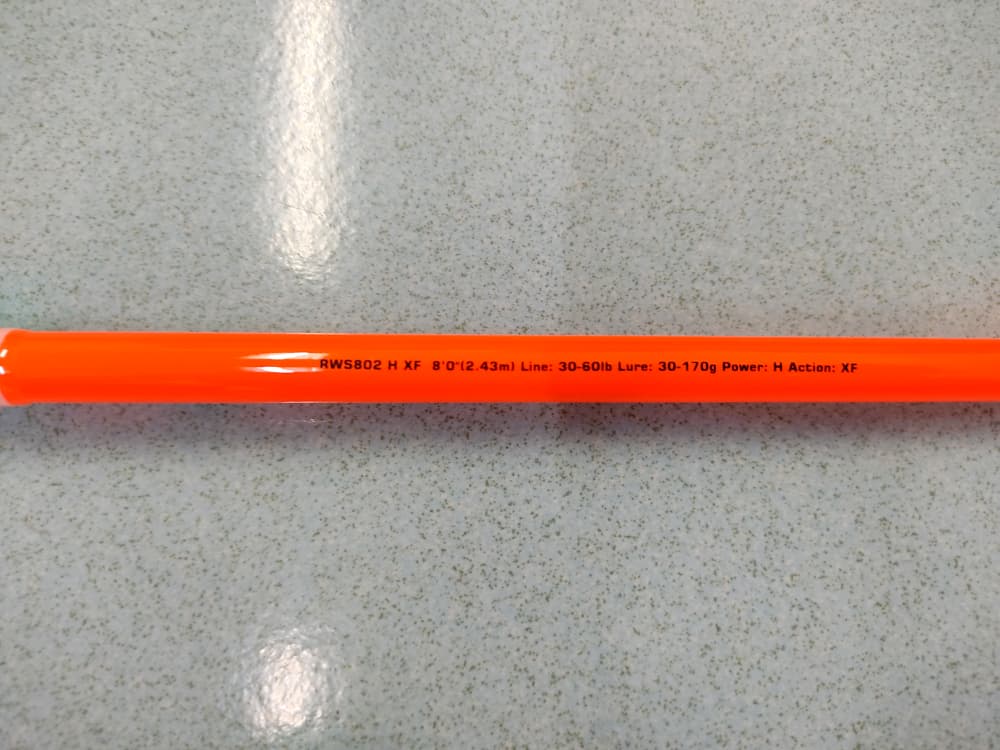 RWS802 H XF 8'0"(2.43m) Line: 30-60lb Lure: 30-170g Power: H Action: XF